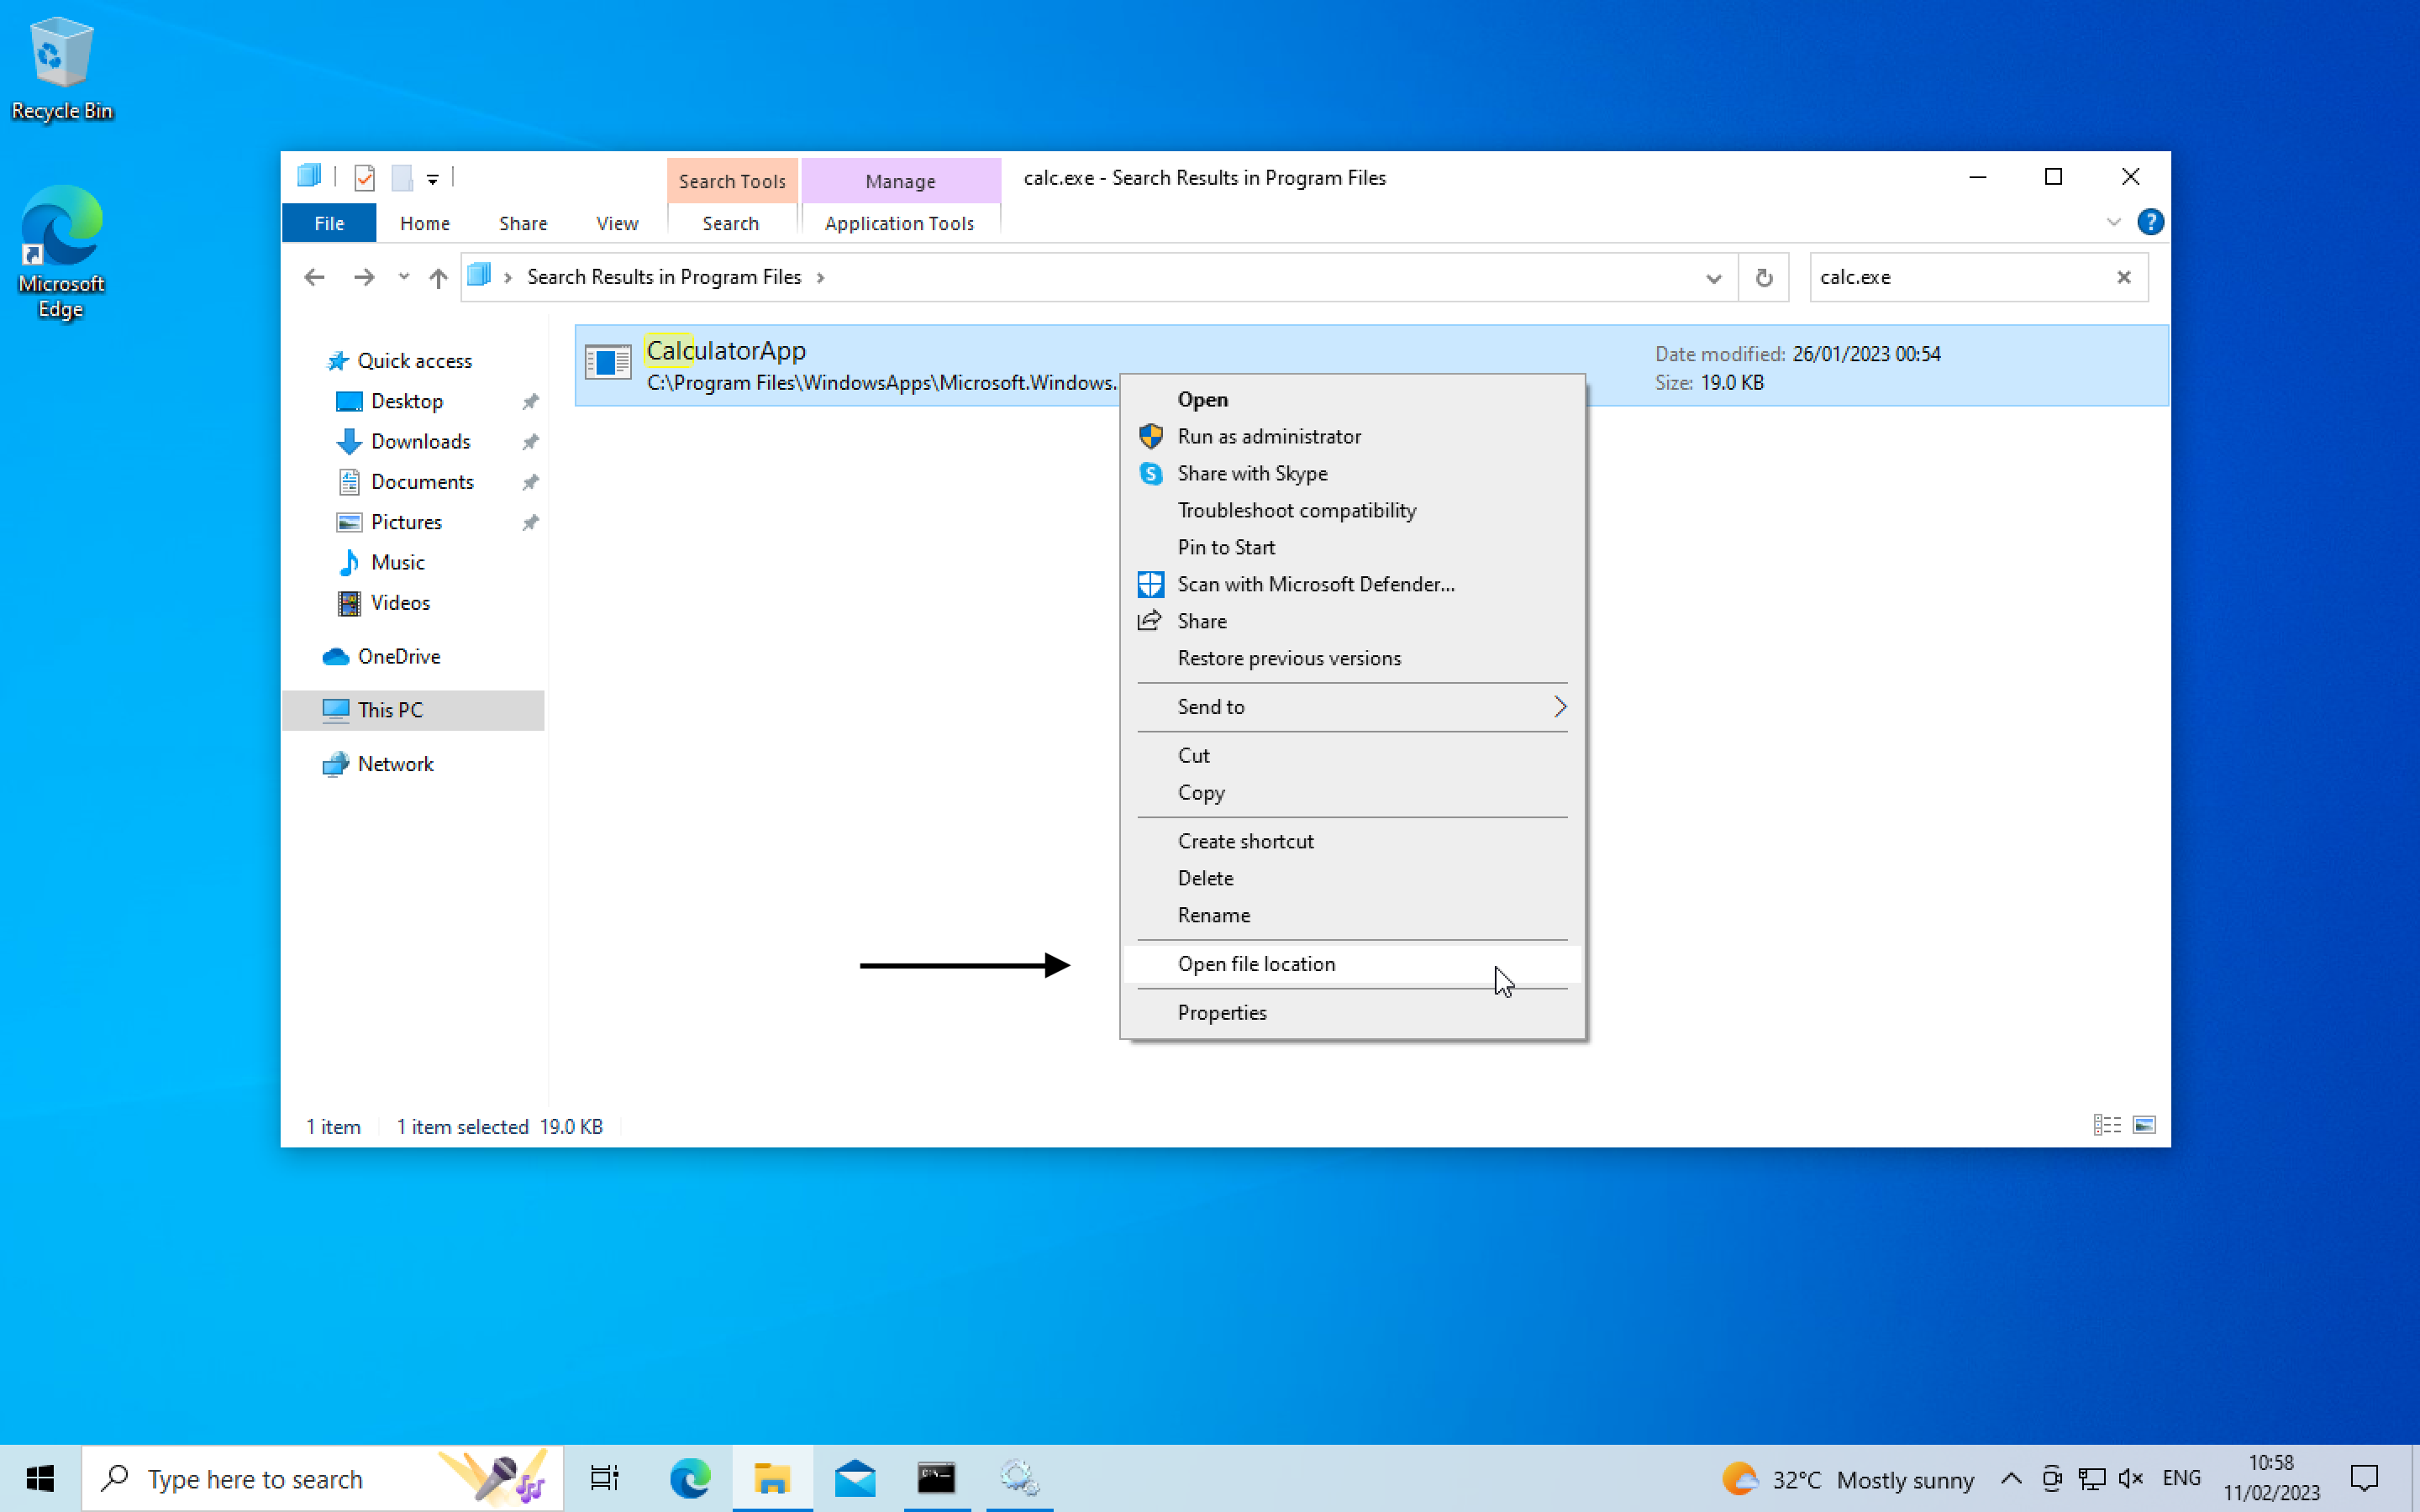 Recycle Bin
Microsoft
Edge
Search Tools
Manage
calc.exe - Search Results in Program Files
File
Home
Share
View
Search
Application Tools
Search Results in Program Files
calc.exe
Quick access
Desktop
Downloads
Documents
Pictures
Music
Videos
OneDrive
This PC
Network
CalculatorApp
C:\Program Files\WindowsApps\Microsoft.Windows.
Date modified: 26/01/2023 00:54
Size: 19.0 KB
Open
Run as administrator
Share with Skype
Troubleshoot compatibility
Pin to Start
Scan with Microsoft Defender...
Share
Restore previous versions
Send to
Cut
Copy
Create shortcut
Delete
Rename
Open file location
Properties
1 item
1 item selected 19.0 KB
Type here to search
32°C Mostly sunny
ENG
10:58
11/02/2023